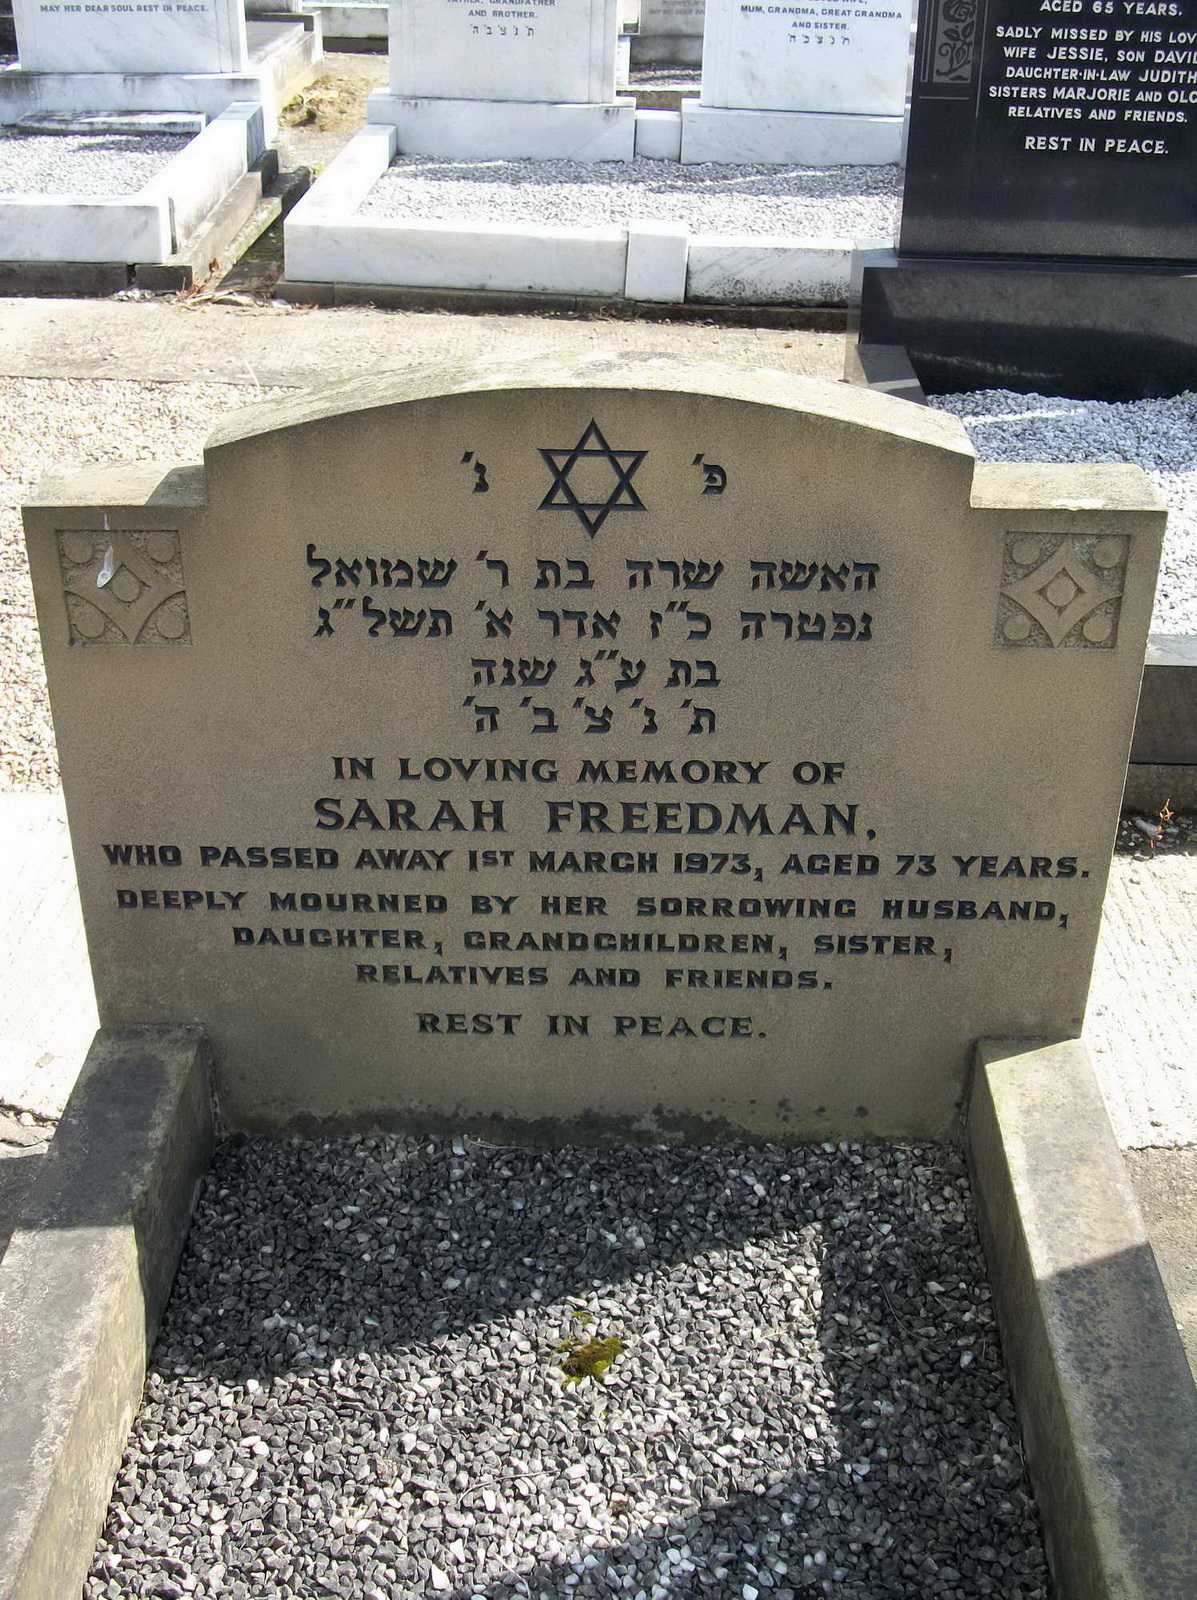 MAY HER DEAR SOUL REST IN PEACE.
FATHER, GRANDFATHER
AND BROTHER.
ת נ צ ב ה
MUM, GRANDMA, GREAT GRANDMA
AND SISTER.
ת נ צ ב ה
AGED 65 YEARS.
SADLY MISSED BY HIS
WIFE JESSIE, SON DAVID
DAUGHTER-IN-LAW JUDITH
SISTERS MARJORIE AND
RELATIVES AND FRIENDS.
REST IN PEACE.
פ׳ נ׳
האשה שרה בת ר׳ שמואל
נפטרה כ״ז אדר א׳ תשל״ג
בת ע״ג שנה
ת׳ נ׳ צ׳ ב׳ ה׳
IN LOVING MEMORY OF
SARAH FREEDMAN,
WHO PASSED AWAY 1ST MARCH 1973, AGED 73 YEARS.
DEEPLY MOURNED BY HER SORROWING HUSBAND,
DAUGHTER, GRANDCHILDREN, SISTER,
RELATIVES AND FRIENDS.
REST IN PEACE.